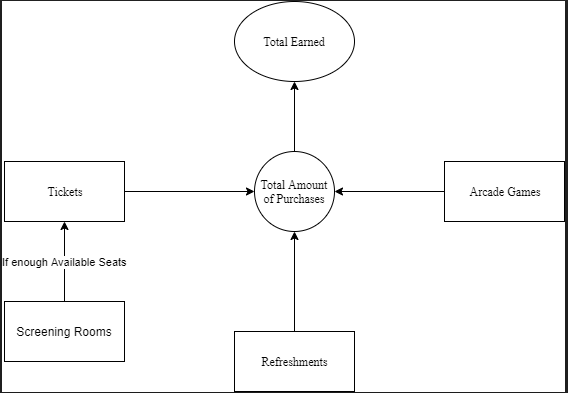 Total Earned
Tickets
Total Amount
of Purchases
Arcade Games
If enough Available Seats
Screening Rooms
Refreshments